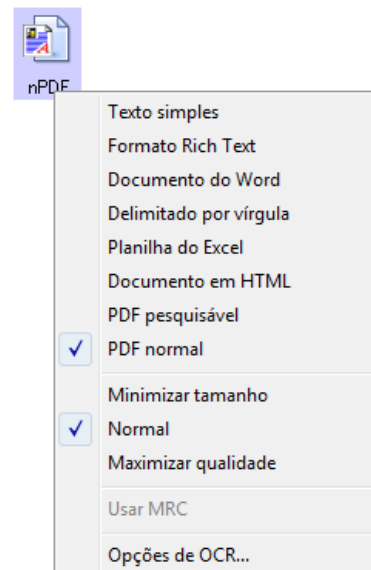 nPDF
Texto simples
Formato Rich Text
Documento do Word
Delimitado por vírgula
Planilha do Excel
Documento em HTML
PDF pesquisável
PDF normal
Minimizar tamanho
Normal
Maximizar qualidade
Usar MRC
Opções de OCR...